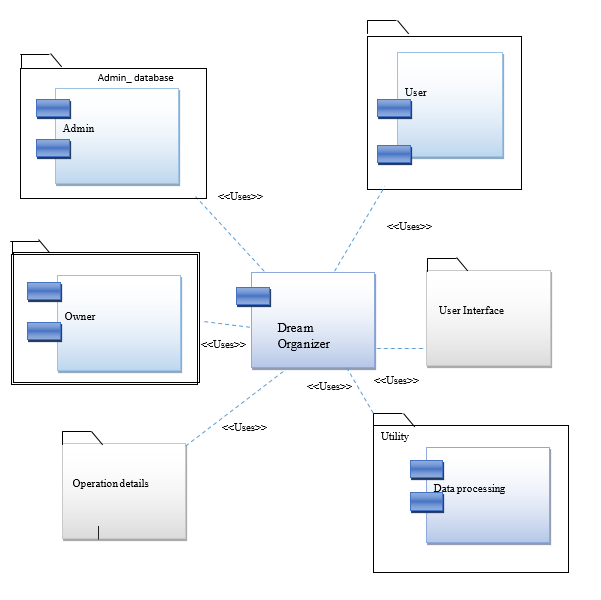 Admin_ database
User
Admin
<<Uses>>
<<Uses>>
Owner
User Interface
Dream
Organizer
<<Uses>>
<<Uses>>
<<Uses>>
<<Uses>>
Utility
Operation details
Data processing